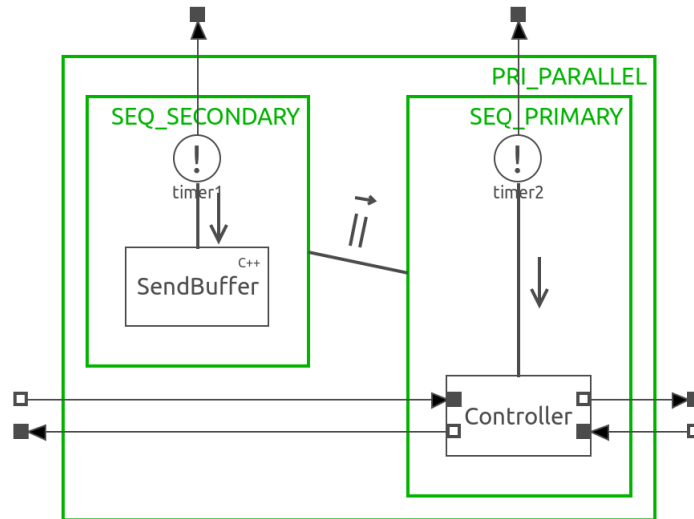 PRI_PARALLEL
SEQ_SECONDARY
SEQ_PRIMARY
!
!
timer1
timer2
||
C++
SendBuffer
Controller